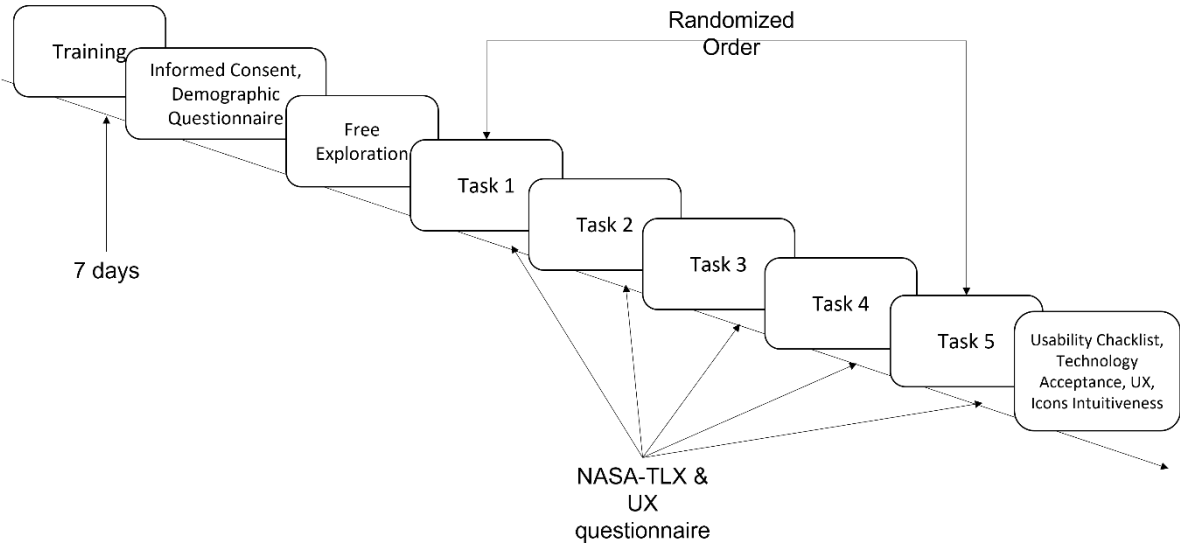 Randomized
Order
Training
Informed Consent,
Demographic
Questionnaire
Free
Exploration
Task 1
Task 2
Task 3
Task 4
Task 5
Usability Chacklist,
Technology
Acceptance, UX,
Icons Intuitiveness
7 days
NASA-TLX &
UX
questionnaire